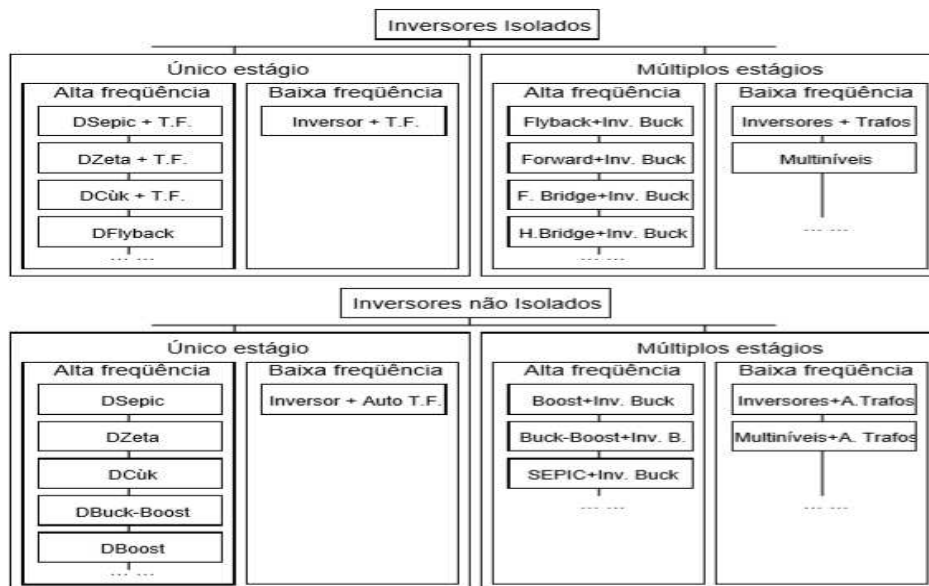 Inversores Isolados
Único estágio
Alta freqüência
DSepic + T.F.
DZeta + T.F.
DCùk + T.F.
DFlyback
... ...
Baixa freqüência
Inversor + T.F.
Múltiplos estágios
Alta freqüência
Flyback+Inv. Buck
Forward+Inv. Buck
F. Bridge+Inv. Buck
H.Bridge+Inv. Buck
... ...
Baixa freqüência
Inversores + Trafos
Multiníveis
... ...
Inversores não Isolados
Único estágio
Alta freqüência
DSepic
DZeta
DCùk
DBuck-Boost
DBoost
... ...
Baixa freqüência
Inversor + Auto T.F.
Múltiplos estágios
Alta freqüência
Boost+Inv. Buck
Buck-Boost+Inv. B.
SEPIC+Inv. Buck
... ...
Baixa freqüência
Inversores+A.Trafos
Multiníveis+A. Trafos
... ...